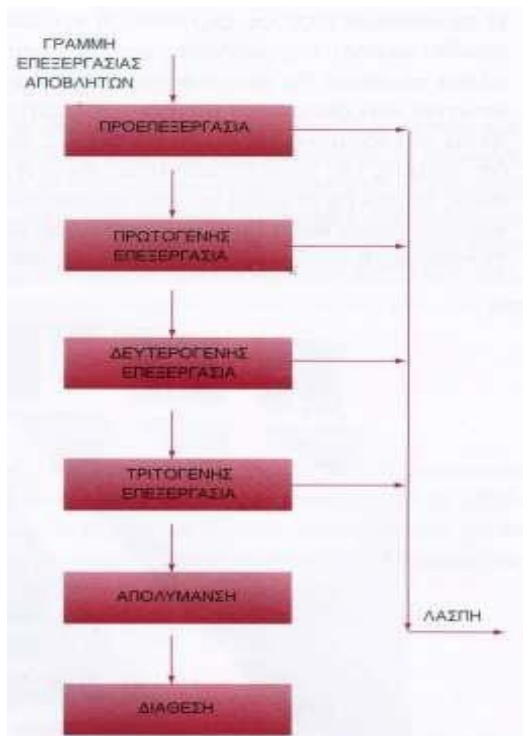 ΓΡΑΜΜΗ
ΕΠΕΞΕΡΓΑΣΙΑΣ
ΑΠΟΒΛΗΤΩΝ
ΠΡΟΕΠΕΞΕΡΓΑΣΙΑ
ΠΡΩΤΟΓΕΝΗΣ
ΕΠΕΞΕΡΓΑΣΙΑ
ΔΕΥΤΕΡΟΓΕΝΗΣ
ΕΠΕΞΕΡΓΑΣΙΑ
ΤΡΙΤΟΓΕΝΗΣ
ΕΠΕΞΕΡΓΑΣΙΑ
ΑΠΟΛΥΜΑΝΣΗ
ΛΑΣΠΗ
ΔΙΑΘΕΣΗ